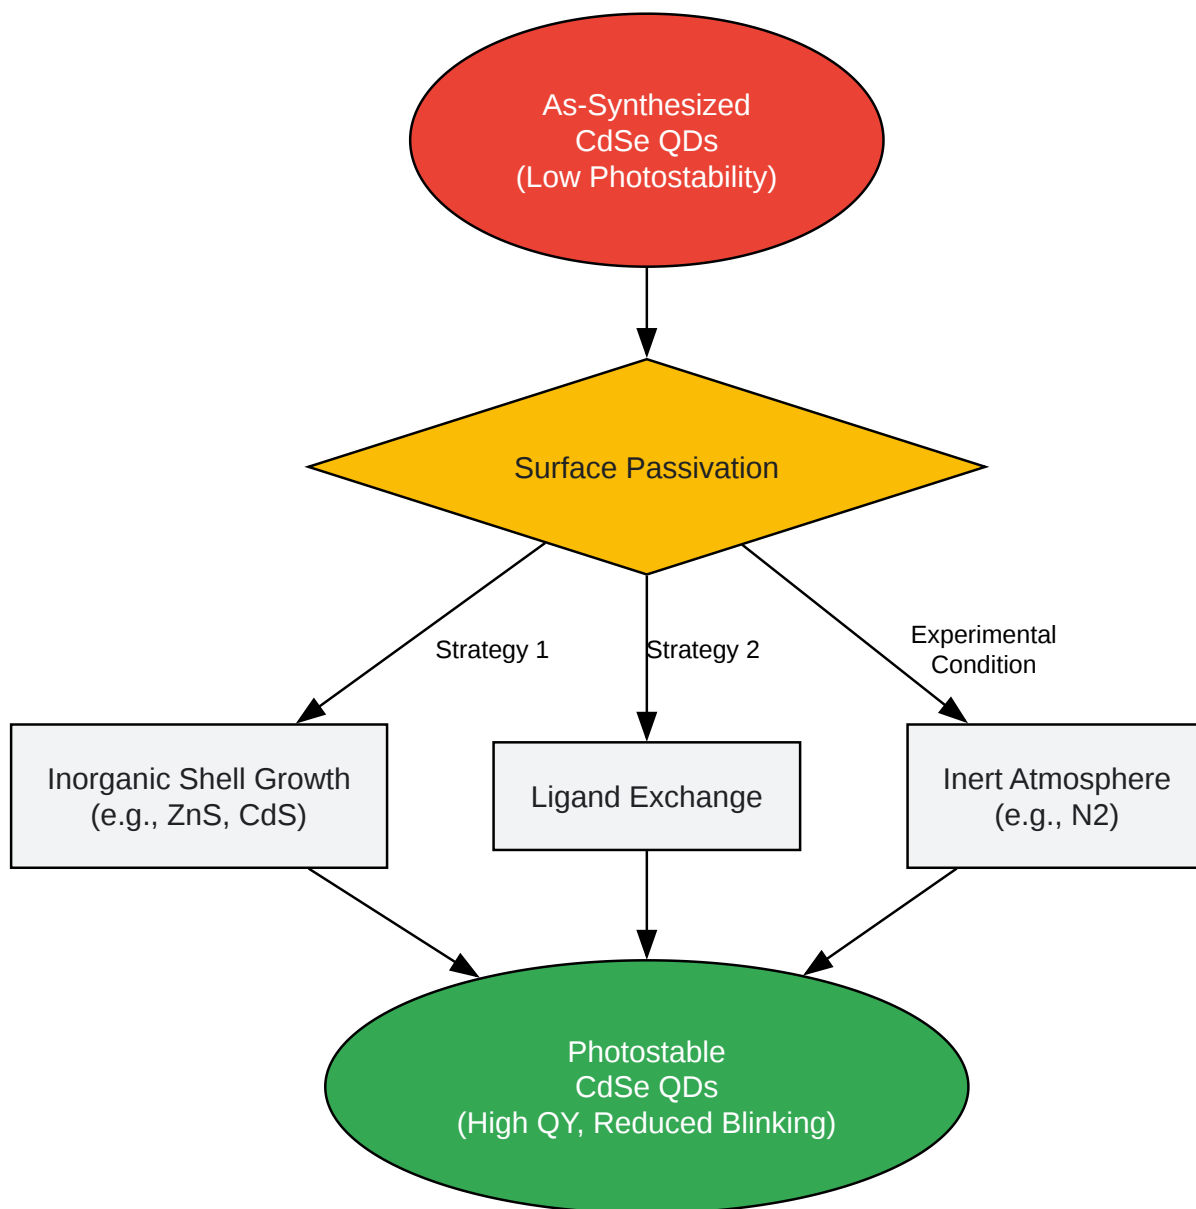 As-Synthesized
CdSe QDs
(Low Photostability)
Surface Passivation
Strategy 1
Strategy 2
Experimental
Condition
Inorganic Shell Growth
(e.g., ZnS, CdS)
Ligand Exchange
Inert Atmosphere
(e.g., N2)
Photostable
CdSe QDs
(High QY, Reduced Blinking)